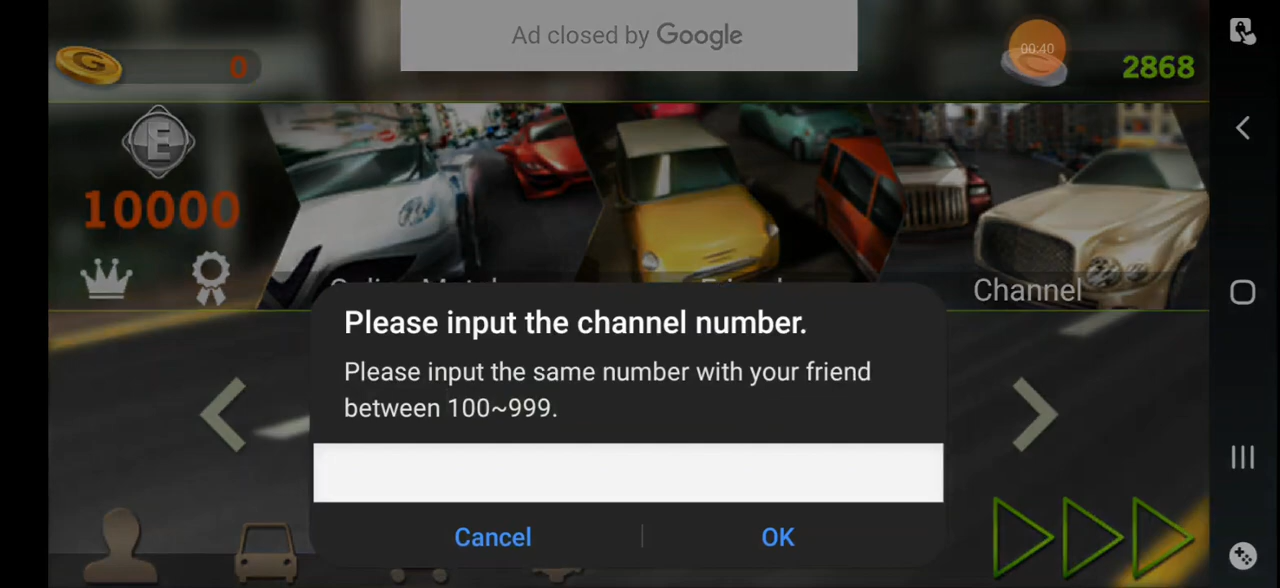 Ad closed by Google
0
00:40
2868
E
10000
Channel
Please input the channel number.
Please input the same number with your friend
between 100~999.
Cancel
OK